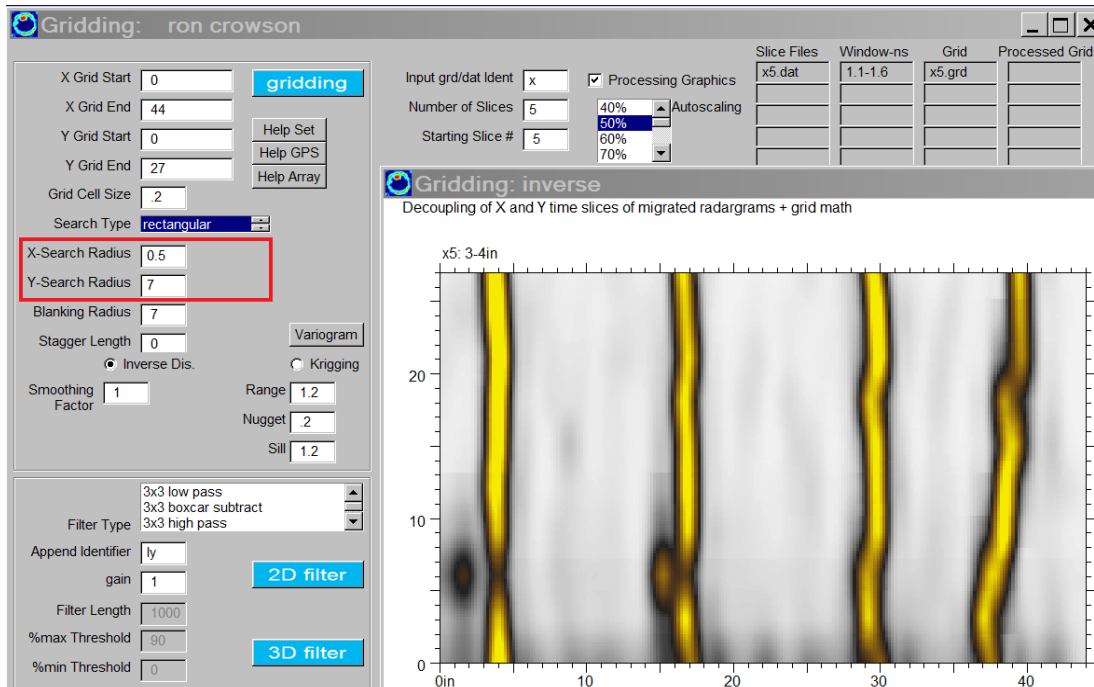 Gridding: ron crowson
X Grid Start 0
gridding
X Grid End 44
Y Grid Start 0
Help Set
Y Grid End 27
Help GPS
Help Array
Grid Cell Size .2
Search Type rectangular
X-Search Radius 0.5
Y-Search Radius 7
Blanking Radius 7
Stagger Length 0
Variogram
Inverse Dis.
Krigging
Smoothing Factor 1
Range 1.2
Nugget .2
Sill 1.2
Filter Type
3x3 low pass
3x3 boxcar subtract
3x3 high pass
Append Identifier ly
gain 1
2D filter
Filter Length 1000
%max Threshold 90
3D filter
%min Threshold 0
Input grd/dat Ident x
Processing Graphics
Number of Slices 5
40%
50%
60%
70%
Autoscaling
Starting Slice # 5
Slice Files Window-ns Grid Processed Grids
x5.dat 1.1-1.6 x5.grd
Gridding: inverse
Decoupling of X and Y time slices of migrated radargrams + grid math
x5: 3-4in
20
10
0
0in 10 20 30 40